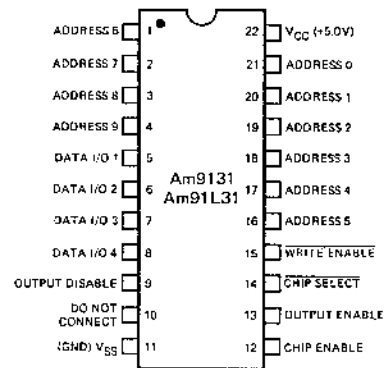 ADDRESS 6 1 22 VCC (+5.0V)
ADDRESS 7 2 21 ADDRESS 0
ADDRESS 8 3 20 ADDRESS 1
ADDRESS 9 4 19 ADDRESS 2
DATA I/O 1 5 18 ADDRESS 3
Am9131
Am91L31
DATA I/O 2 6 17 ADDRESS 4
DATA I/O 3 7 16 ADDRESS 5
DATA I/O 4 8 15 WRITE ENABLE
OUTPUT DISABLE 9 14 CHIP SELECT
DO NOT
CONNECT 10 13 OUTPUT ENABLE
(GND) VSS 11 12 CHIP ENABLE